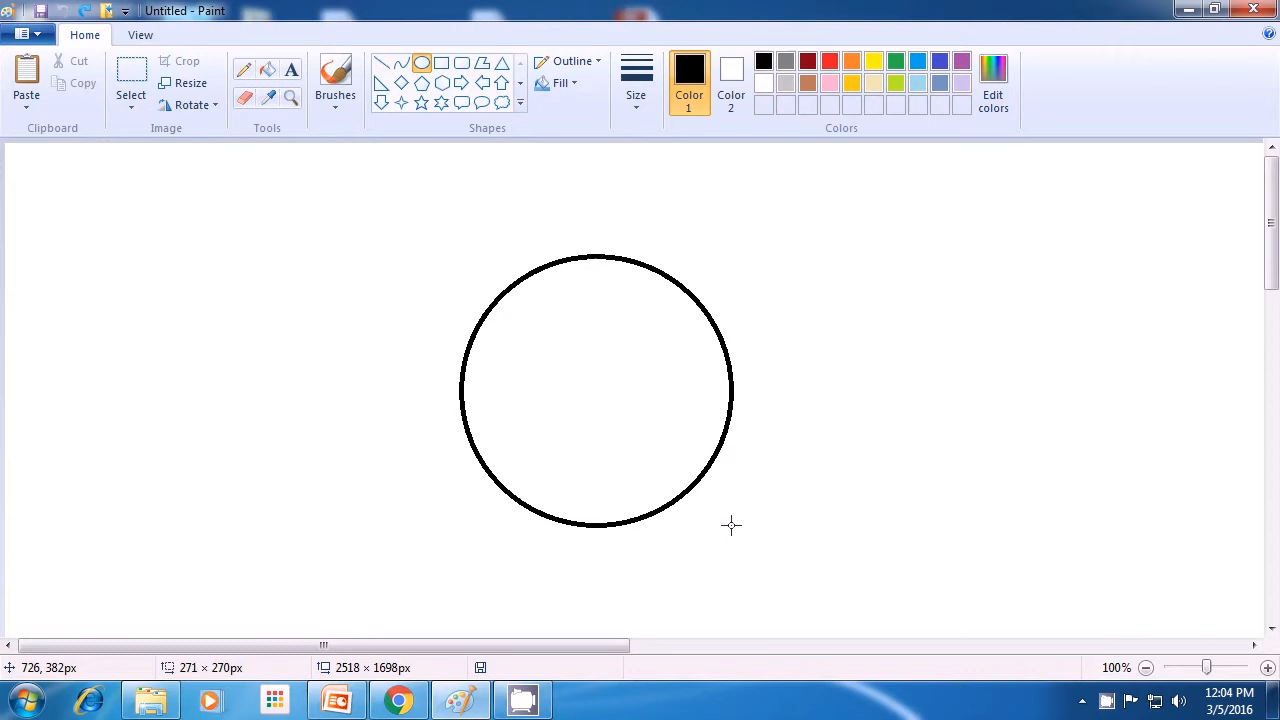 Untitled - Paint
Home View
Paste
Cut
Copy
Clipboard
Select
Crop
Resize
Rotate
Image
A
Tools
Brushes
Outline
Fill
Shapes
Size
Color 1
Color 2
Edit colors
Colors
726, 382px 271 × 270px 2518 × 1698px 100%
12:04 PM
3/5/2016